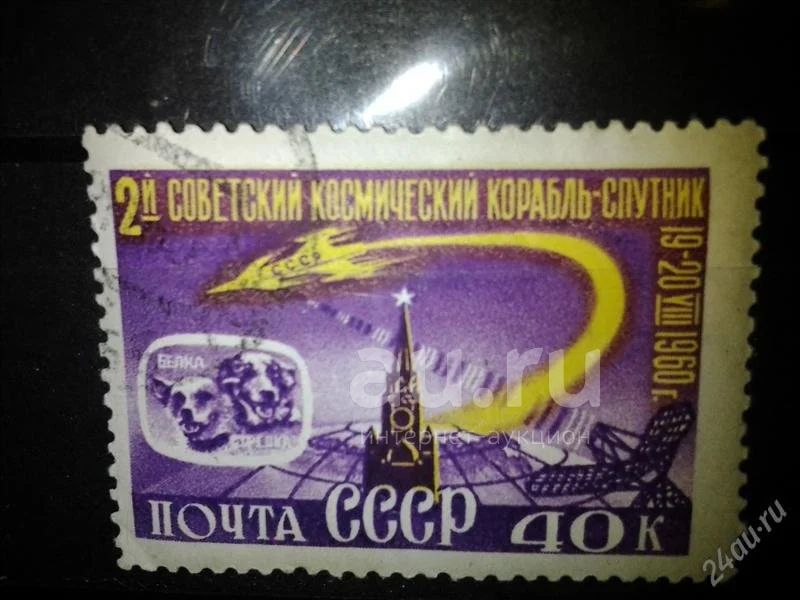 2й СОВЕТСКИЙ КОСМИЧЕСКИЙ КОРАБЛЬ-СПУТНИК
19-20 VIII 1960 г.
СССР
БЕЛКА
СТРЕЛКА
au.ru
интернет-аукцион
ПОЧТА СССР 40 К
24au.ru